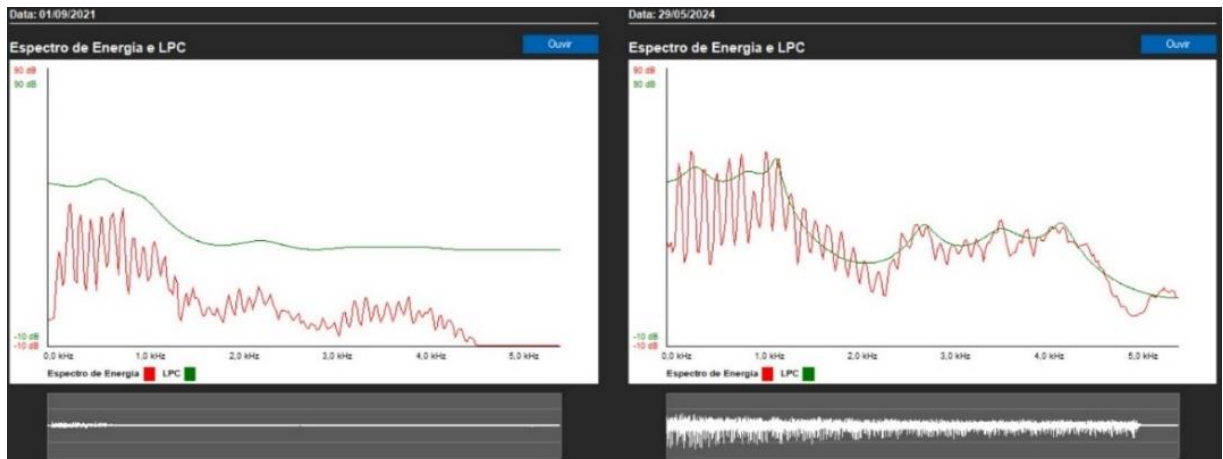 Data: 01/09/2021
Espectro de Energia e LPC
Ouvir
90 dB
90 dB
-10 dB
-10 dB
0,0 kHz 1,0 kHz 2,0 kHz 3,0 kHz 4,0 kHz 5,0 kHz
Espectro de Energia LPC
Data: 29/05/2024
Espectro de Energia e LPC
Ouvir
90 dB
90 dB
-10 dB
-10 dB
0,0 kHz 1,0 kHz 2,0 kHz 3,0 kHz 4,0 kHz 5,0 kHz
Espectro de Energia LPC